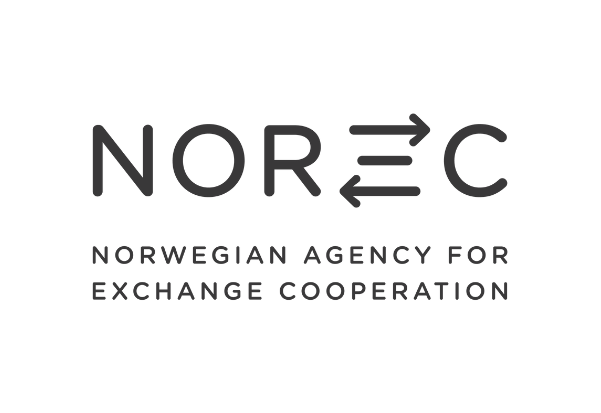 NOREC
NORWEGIAN AGENCY FOR
EXCHANGE COOPERATION